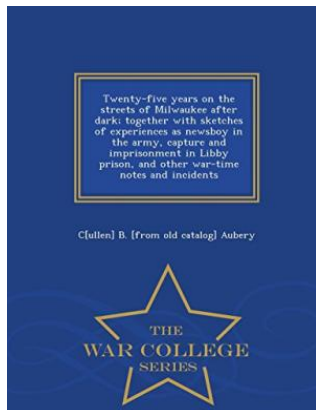 Twenty-five years on the
streets of Milwaukee after
dark; together with sketches
of experiences as newsboy in
the army, capture and
imprisonment in Libby
prison, and other war-time
notes and incidents
C[ullen] B. [from old catalog] Aubery
THE
WAR COLLEGE
SERIES